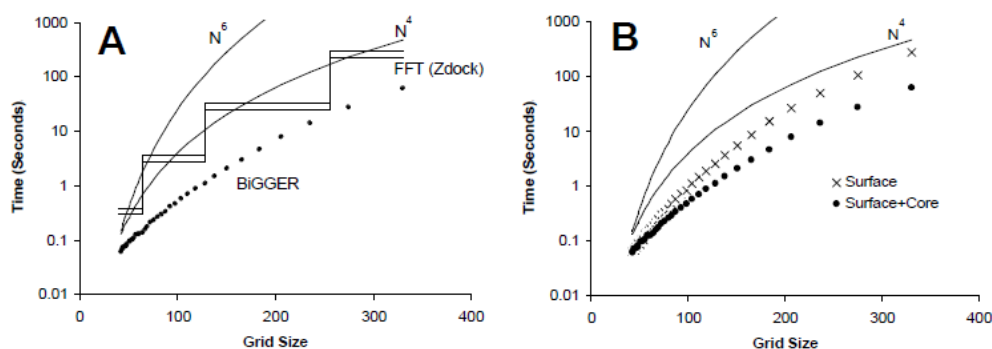 A
1000
100
10
1
0.1
0.01
Time (Seconds)
N6
N4
FFT (Zdock)
BiGGER
0
100
200
300
400
Grid Size
B
1000
100
10
1
0.1
0.01
Time (Seconds)
N6
N4
Surface
Surface+Core
0
100
200
300
400
Grid Size